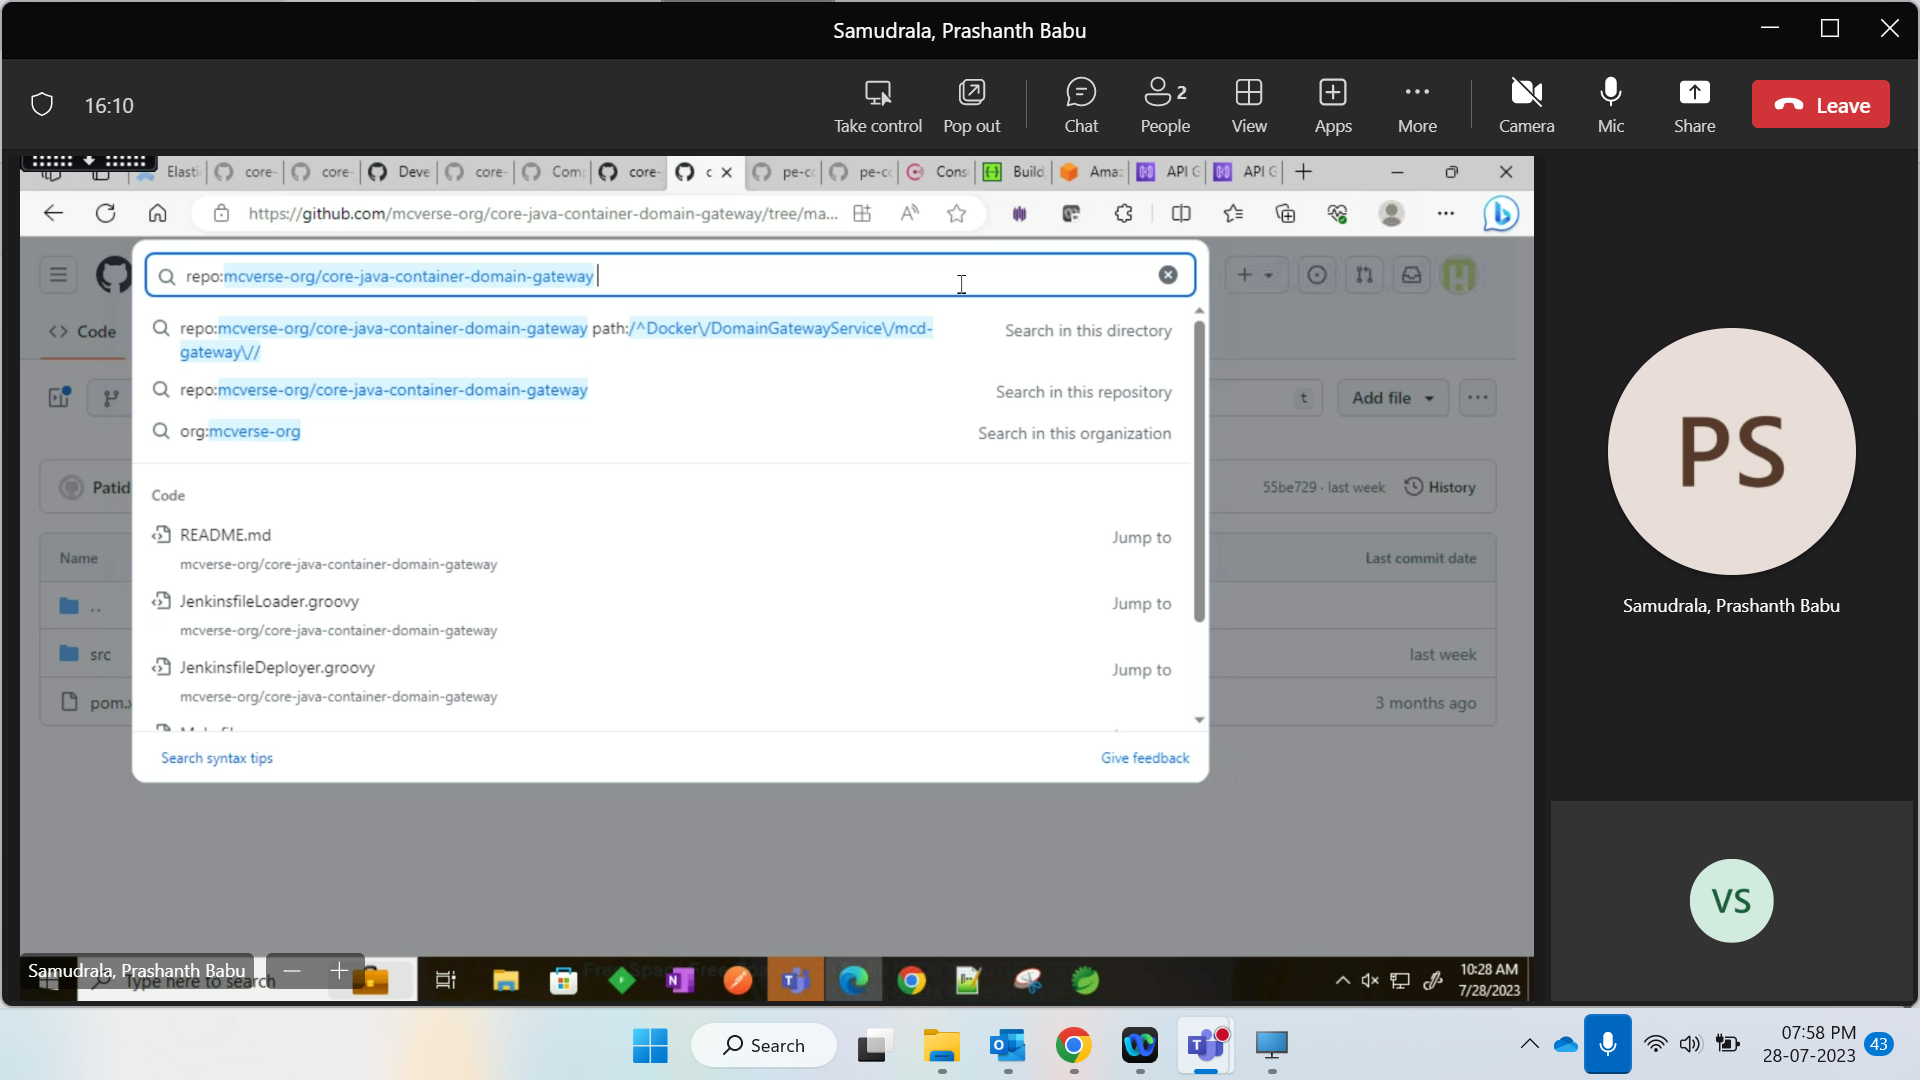 Samudrala, Prashanth Babu
16:10
Take control
Pop out
Chat
People
2
View
Apps
More
Camera
Mic
Share
Leave
Elasti
core-
core-
Deve
core-
Com
core-
c
pe-cc
pe-cc
Cons
Build
Ama
API G
API G
https://github.com/mcverse-org/core-java-container-domain-gateway/tree/ma...
repo:mcverse-org/core-java-container-domain-gateway
Code
repo:mcverse-org/core-java-container-domain-gateway path:/^Docker\/DomainGatewayService\/mcd-
gateway\//
Search in this directory
repo:mcverse-org/core-java-container-domain-gateway
Search in this repository
org:mcverse-org
Search in this organization
t
Add file
Patid
55be729 · last week
History
Code
README.md
Jump to
mcverse-org/core-java-container-domain-gateway
JenkinsfileLoader.groovy
Jump to
mcverse-org/core-java-container-domain-gateway
JenkinsfileDeployer.groovy
Jump to
mcverse-org/core-java-container-domain-gateway
Name
Last commit date
..
src
last week
pom.x
3 months ago
Search syntax tips
Give feedback
PS
Samudrala, Prashanth Babu
VS
Samudrala, Prashanth Babu
Type here to search
10:28 AM
7/28/2023
Search
07:58 PM
28-07-2023
43